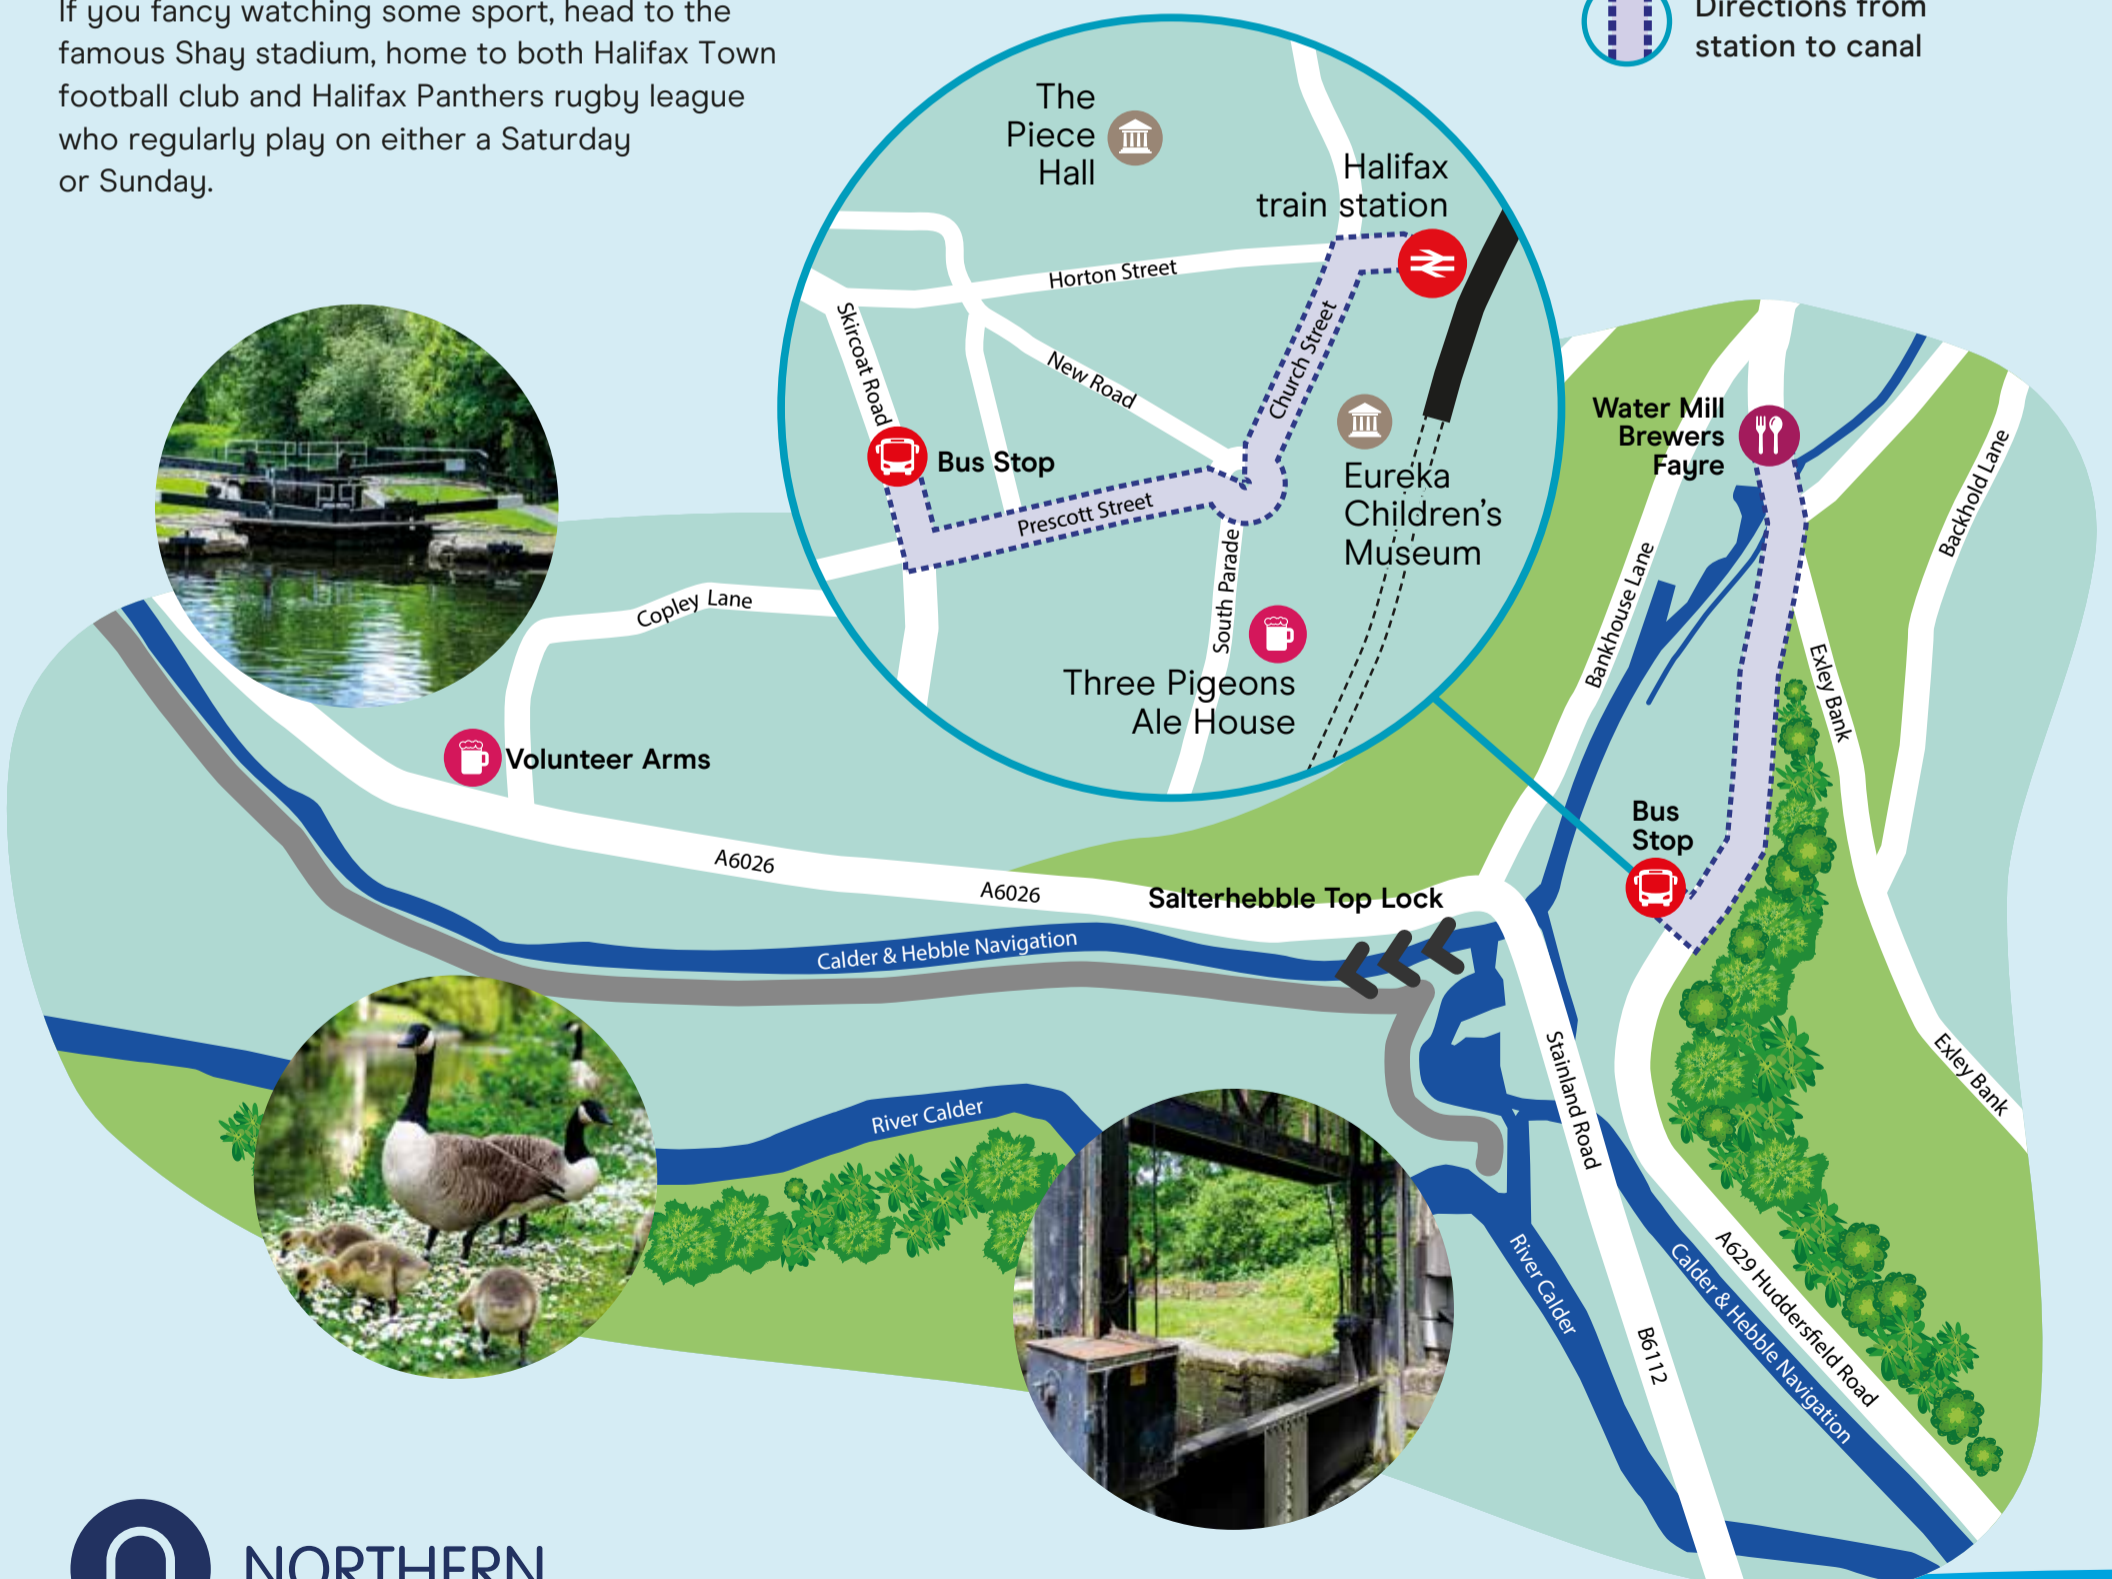 If you fancy watching some sport, head to the
famous Shay stadium, home to both Halifax Town
football club and Halifax Panthers rugby league
who regularly play on either a Saturday
or Sunday.
Directions from
station to canal
The
Piece
Hall
Halifax
train station
Horton Street
Skircoat Road
New Road
Church Street
Bus Stop
Prescott Street
Eureka
Children's
Museum
South Parade
Three Pigeons
Ale House
Water Mill
Brewers
Fayre
Backhold Lane
Bankhouse Lane
Exley Bank
Copley Lane
Volunteer Arms
Bus
Stop
A6026
A6026
Salterhebble Top Lock
Calder & Hebble Navigation
Stainland Road
Exley Bank
River Calder
River Calder
Calder & Hebble Navigation
A629 Huddersfield Road
B6112
NORTHERN